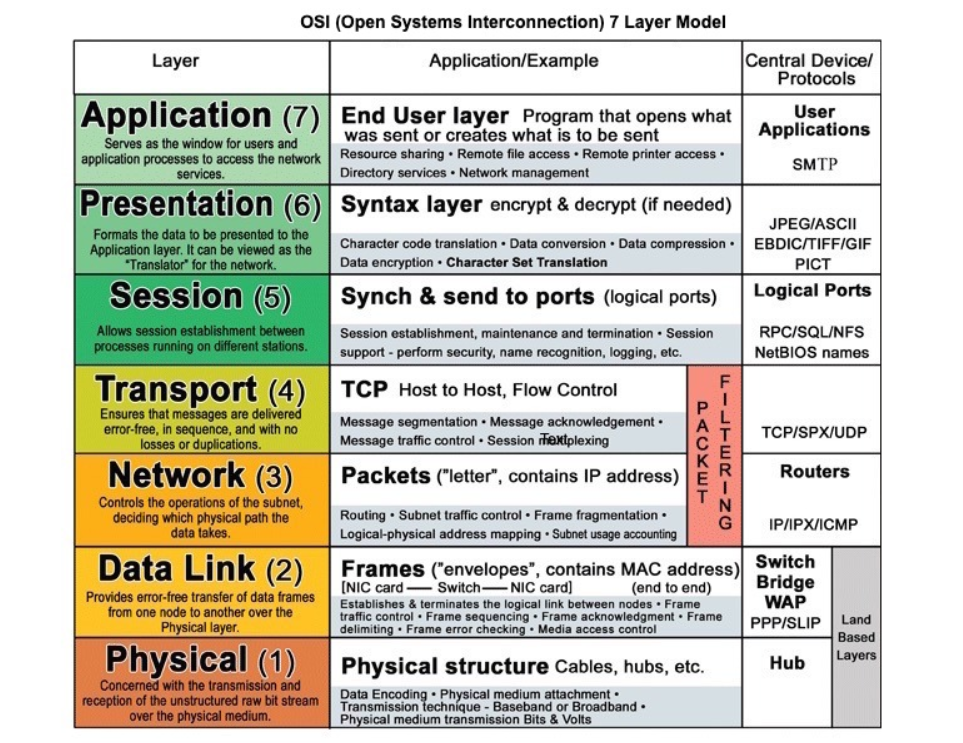 OSI (Open Systems Interconnection) 7 Layer Model
Layer
Application/Example
Central Device/
Protocols
Application (7)
Serves as the window for users and
application processes to access the network
services.
End User layer Program that opens what
was sent or creates what is to be sent
Resource sharing • Remote file access • Remote printer access •
Directory services • Network management
User
Applications
SMTP
Presentation (6)
Formats the data to be presented to the
Application layer. It can be viewed as the
"Translator" for the network.
Syntax layer encrypt & decrypt (if needed)
Character code translation • Data conversion • Data compression •
Data encryption • Character Set Translation
JPEG/ASCII
EBDIC/TIFF/GIF
PICT
Session (5)
Allows session establishment between
processes running on different stations.
Synch & send to ports (logical ports)
Session establishment, maintenance and termination • Session
support - perform security, name recognition, logging, etc.
Logical Ports
RPC/SQL/NFS
NetBIOS names
Transport (4)
Ensures that messages are delivered
error-free, in sequence, and with no
losses or duplications.
TCP Host to Host, Flow Control
Message segmentation • Message acknowledgement •
Message traffic control • Session
Text
PACKET
FILTERING
TCP/SPX/UDP
Network (3)
Controls the operations of the subnet,
deciding which physical path the
data takes.
Packets ("letter", contains IP address)
Routing • Subnet traffic control • Frame fragmentation •
Logical-physical address mapping • Subnet usage accounting
Routers
IP/IPX/ICMP
Data Link (2)
Provides error-free transfer of data frames
from one node to another over the
Physical layer.
Frames ("envelopes", contains MAC address)
[NIC card — Switch — NIC card] (end to end)
Establishes & terminates the logical link between nodes • Frame
traffic control • Frame sequencing • Frame acknowledgment • Frame
delimiting • Frame error checking • Media access control
Switch
Bridge
WAP
PPP/SLIP
Land
Based
Layers
Physical (1)
Concerned with the transmission and
reception of the unstructured raw bit stream
over the physical medium.
Physical structure Cables, hubs, etc.
Data Encoding • Physical medium attachment •
Transmission technique - Baseband or Broadband •
Physical medium transmission Bits & Volts
Hub